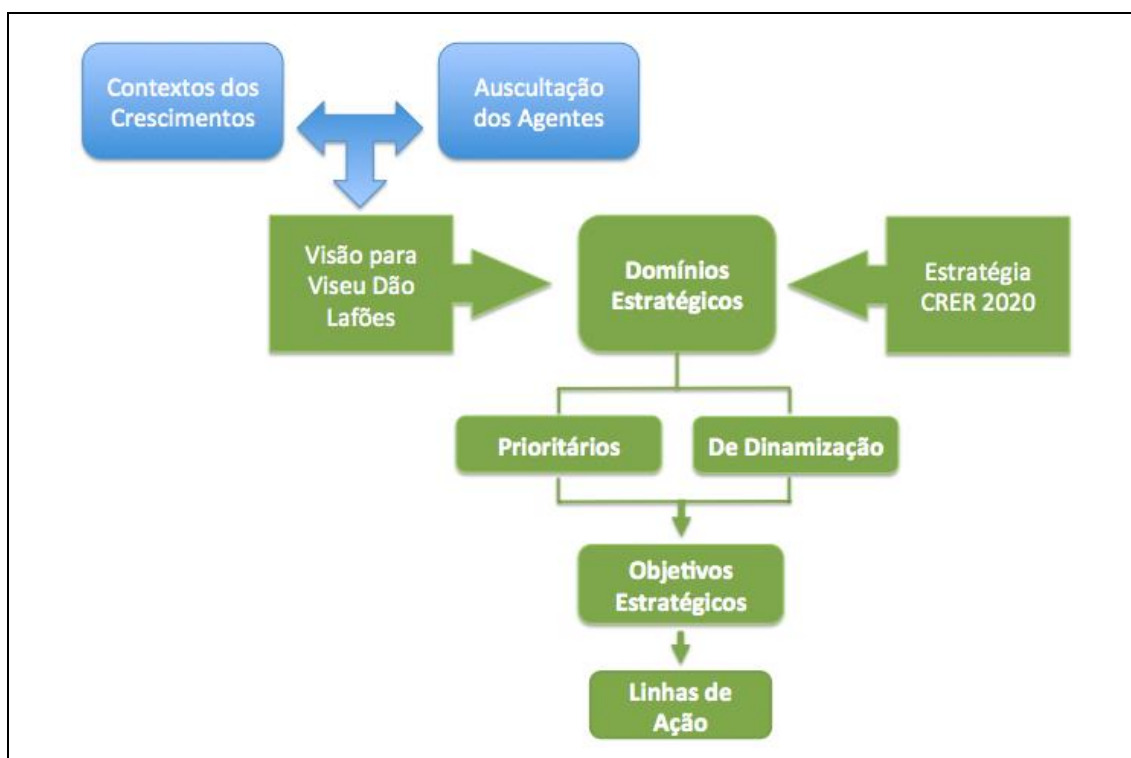 Contextos dos
Crescimentos
Auscultação
dos Agentes
Visão para
Viseu Dão
Lafões
Domínios
Estratégicos
Estratégia
CRER 2020
Prioritários
De Dinamização
Objetivos
Estratégicos
Linhas de
Ação